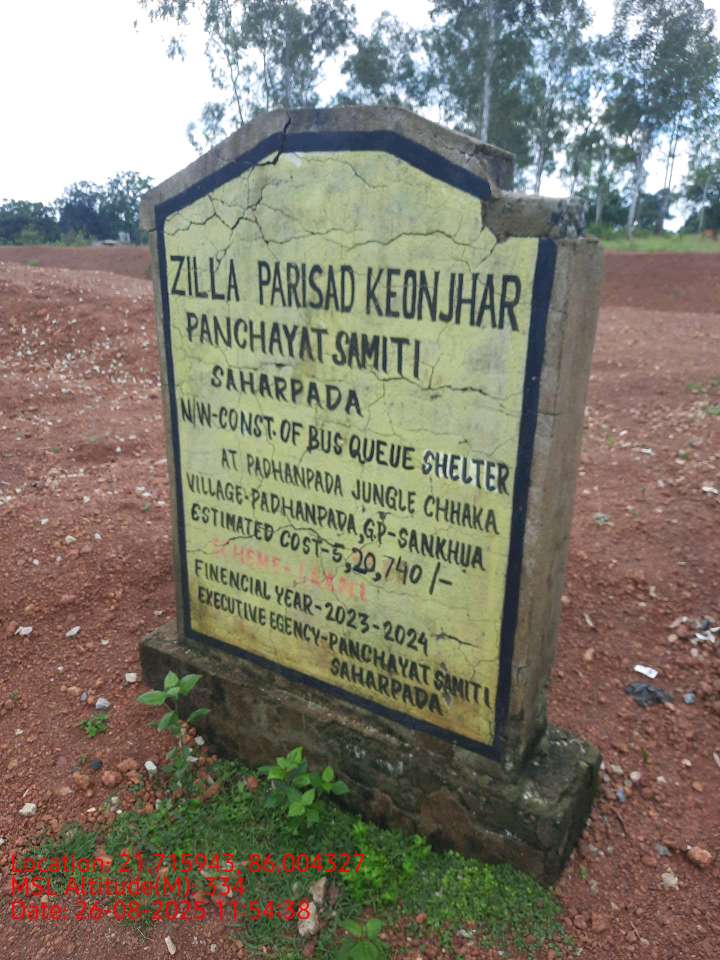 ZILLA PARISAD KEONJHAR
PANCHAYAT SAMITI
SAHARPADA
N/W-CONST. OF BUS QUEUE SHELTER
AT PADHANPADA JUNGLE CHHAKA
VILLAGE-PADHANPADA, G.P-SANKHUA
ESTIMATED COST-5,20,740/-
SCHEME-
FINENCIAL YEAR-2023-2024
EXECUTIVE EGENCY-PANCHAYAT SAMITI
SAHARPADA
Location: 21.715943, 86.004327
MSL Altitude(M): 334
Date: 26-08-2025 11:54:38